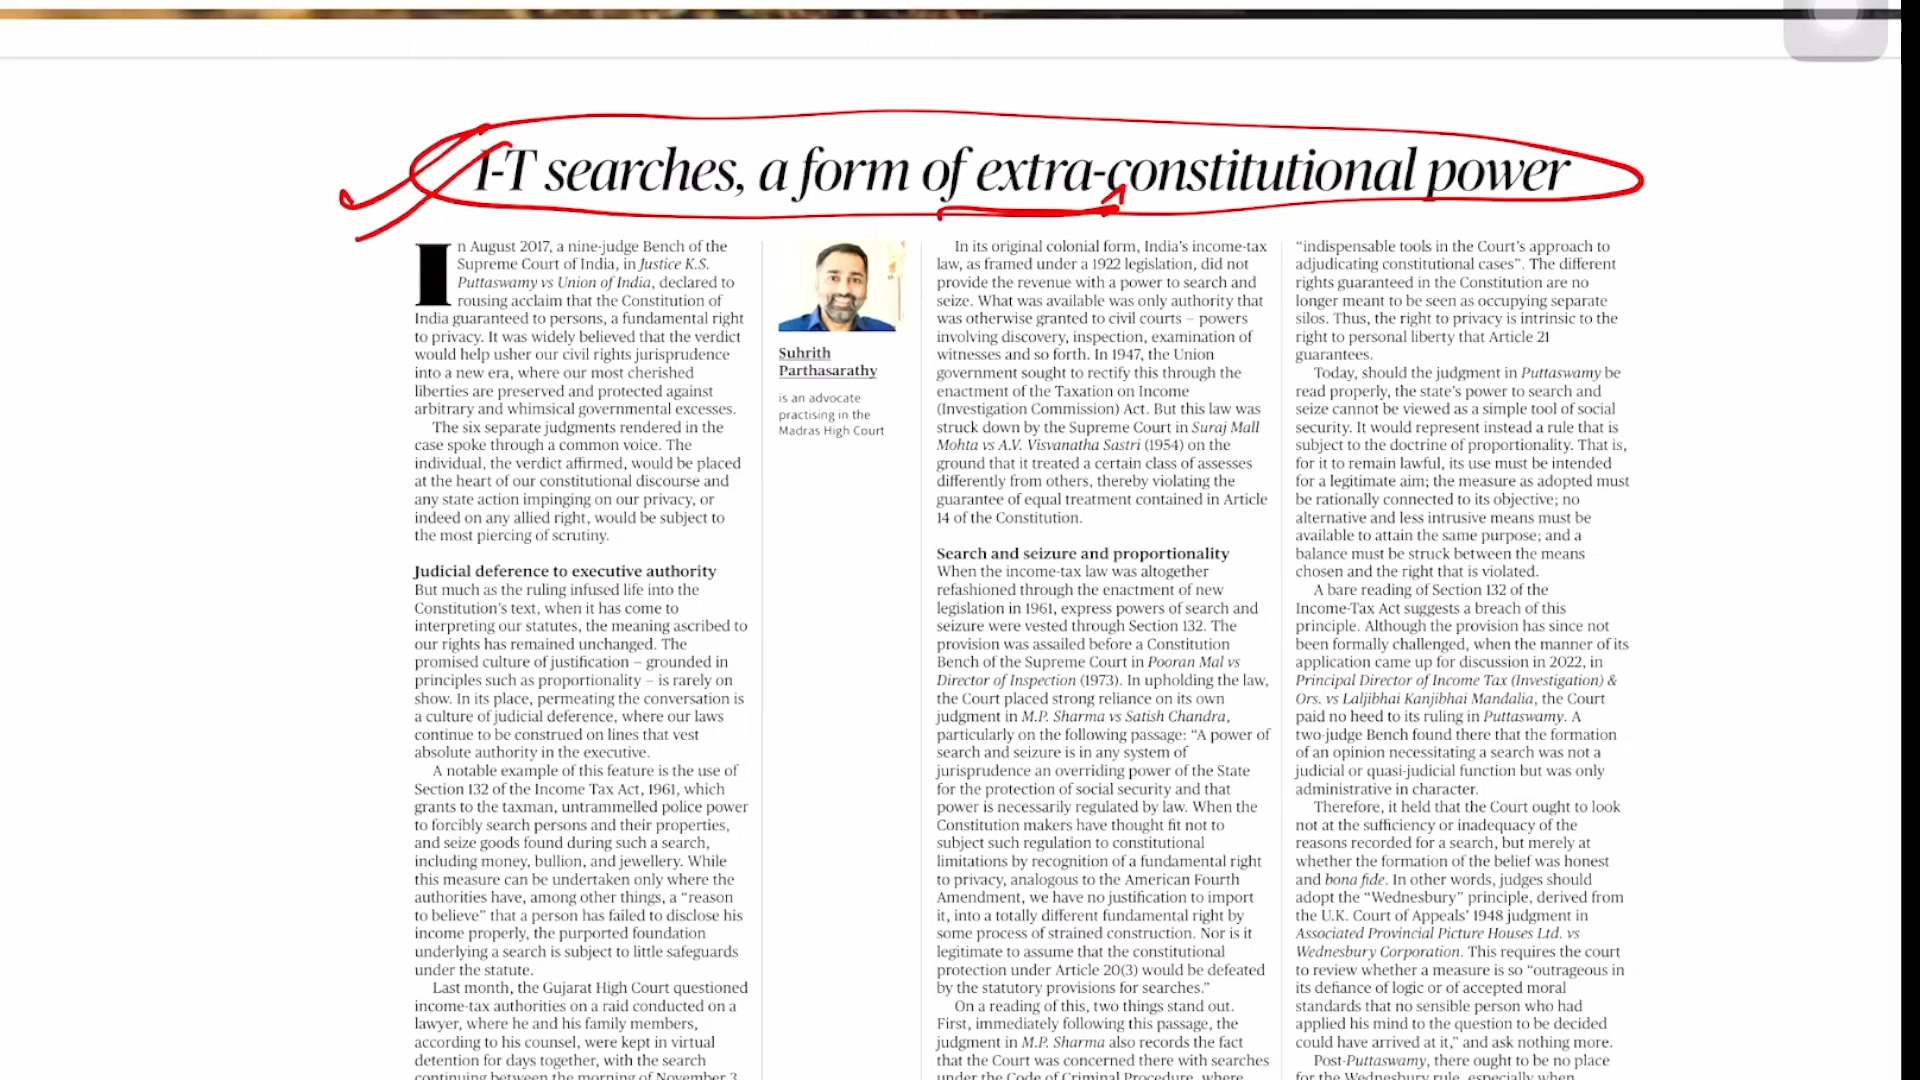 I-T searches, a form of extra-constitutional power
In August 2017, a nine-judge Bench of the
Supreme Court of India, in Justice K.S.
Puttaswamy vs Union of India, declared to
rousing acclaim that the Constitution of
India guaranteed to persons, a fundamental right
to privacy. It was widely believed that the verdict
would help usher our civil rights jurisprudence
into a new era, where our most cherished
liberties are preserved and protected against
arbitrary and whimsical governmental excesses.
The six separate judgments rendered in the
case spoke through a common voice. The
individual, the verdict affirmed, would be placed
at the heart of our constitutional discourse and
any state action impinging on our privacy, or
indeed on any allied right, would be subject to
the most piercing of scrutiny.
Judicial deference to executive authority
But much as the ruling infused life into the
Constitution's text, when it has come to
interpreting our statutes, the meaning ascribed to
our rights has remained unchanged. The
promised culture of justification – grounded in
principles such as proportionality – is rarely on
show. In its place, permeating the conversation is
a culture of judicial deference, where our laws
continue to be construed on lines that vest
absolute authority in the executive.
A notable example of this feature is the use of
Section 132 of the Income Tax Act, 1961, which
grants to the taxman, untrammelled police power
to forcibly search persons and their properties,
and seize goods found during such a search,
including money, bullion, and jewellery. While
this measure can be undertaken only where the
authorities have, among other things, a “reason
to believe” that a person has failed to disclose his
income properly, the purported foundation
underlying a search is subject to little safeguards
under the statute.
Last month, the Gujarat High Court questioned
income-tax authorities on a raid conducted on a
lawyer, where he and his family members,
according to his counsel, were kept in virtual
detention for days together, with the search
continuing between the morning of November 3
Suhrith
Parthasarathy
is an advocate
practising in the
Madras High Court
In its original colonial form, India's income-tax
law, as framed under a 1922 legislation, did not
provide the revenue with a power to search and
seize. What was available was only authority that
was otherwise granted to civil courts – powers
involving discovery, inspection, examination of
witnesses and so forth. In 1947, the Union
government sought to rectify this through the
enactment of the Taxation on Income
(Investigation Commission) Act. But this law was
struck down by the Supreme Court in Suraj Mall
Mohta vs A.V. Visvanatha Sastri (1954) on the
ground that it treated a certain class of assesses
differently from others, thereby violating the
guarantee of equal treatment contained in Article
14 of the Constitution.
Search and seizure and proportionality
When the income-tax law was altogether
refashioned through the enactment of new
legislation in 1961, express powers of search and
seizure were vested through Section 132. The
provision was assailed before a Constitution
Bench of the Supreme Court in Pooran Mal vs
Director of Inspection (1973). In upholding the law,
the Court placed strong reliance on its own
judgment in M.P. Sharma vs Satish Chandra,
particularly on the following passage: “A power of
search and seizure is in any system of
jurisprudence an overriding power of the State
for the protection of social security and that
power is necessarily regulated by law. When the
Constitution makers have thought fit not to
subject such regulation to constitutional
limitations by recognition of a fundamental right
to privacy, analogous to the American Fourth
Amendment, we have no justification to import
it, into a totally different fundamental right by
some process of strained construction. Nor is it
legitimate to assume that the constitutional
protection under Article 20(3) would be defeated
by the statutory provisions for searches.”
On a reading of this, two things stand out.
First, immediately following this passage, the
judgment in M.P. Sharma also records the fact
that the Court was concerned there with searches
under the Code of Criminal Procedure, where
“indispensable tools in the Court's approach to
adjudicating constitutional cases”. The different
rights guaranteed in the Constitution are no
longer meant to be seen as occupying separate
silos. Thus, the right to privacy is intrinsic to the
right to personal liberty that Article 21
guarantees.
Today, should the judgment in Puttaswamy be
read properly, the state's power to search and
seize cannot be viewed as a simple tool of social
security. It would represent instead a rule that is
subject to the doctrine of proportionality. That is,
for it to remain lawful, its use must be intended
for a legitimate aim; the measure as adopted must
be rationally connected to its objective; no
alternative and less intrusive means must be
available to attain the same purpose; and a
balance must be struck between the means
chosen and the right that is violated.
A bare reading of Section 132 of the
Income-Tax Act suggests a breach of this
principle. Although the provision has since not
been formally challenged, when the manner of its
application came up for discussion in 2022, in
Principal Director of Income Tax (Investigation) &
Ors. vs Laljibhai Kanjibhai Mandalia, the Court
paid no heed to its ruling in Puttaswamy. A
two-judge Bench found there that the formation
of an opinion necessitating a search was not a
judicial or quasi-judicial function but was only
administrative in character.
Therefore, it held that the Court ought to look
not at the sufficiency or inadequacy of the
reasons recorded for a search, but merely at
whether the formation of the belief was honest
and bona fide. In other words, judges should
adopt the “Wednesbury” principle, derived from
the U.K. Court of Appeals' 1948 judgment in
Associated Provincial Picture Houses Ltd. vs
Wednesbury Corporation. This requires the court
to review whether a measure is so “outrageous in
its defiance of logic or of accepted moral
standards that no sensible person who had
applied his mind to the question to be decided
could have arrived at it,” and ask nothing more.
Post-Puttaswamy, there ought to be no place
for the Wednesbury rule, especially when